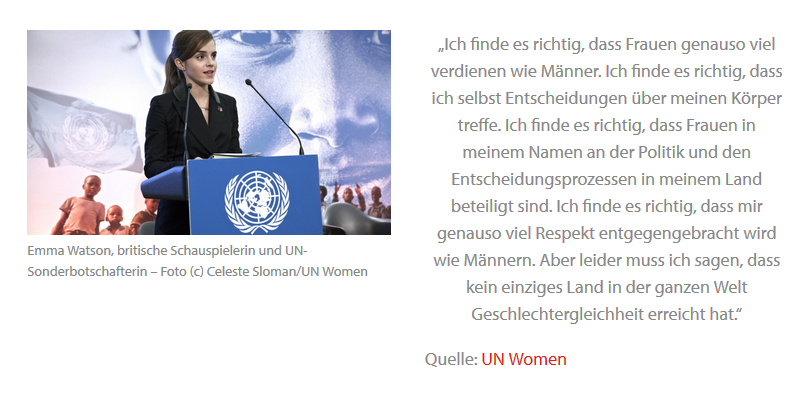 Emma Watson, britische Schauspielerin und UN-
Sonderbotschafterin – Foto (c) Celeste Sloman/UN Women
„Ich finde es richtig, dass Frauen genauso viel
verdienen wie Männer. Ich finde es richtig, dass
ich selbst Entscheidungen über meinen Körper
treffe. Ich finde es richtig, dass Frauen in
meinem Namen an der Politik und den
Entscheidungsprozessen in meinem Land
beteiligt sind. Ich finde es richtig, dass mir
genauso viel Respekt entgegengebracht wird
wie Männern. Aber leider muss ich sagen, dass
kein einziges Land in der ganzen Welt
Geschlechtergleichheit erreicht hat.“
Quelle: UN Women